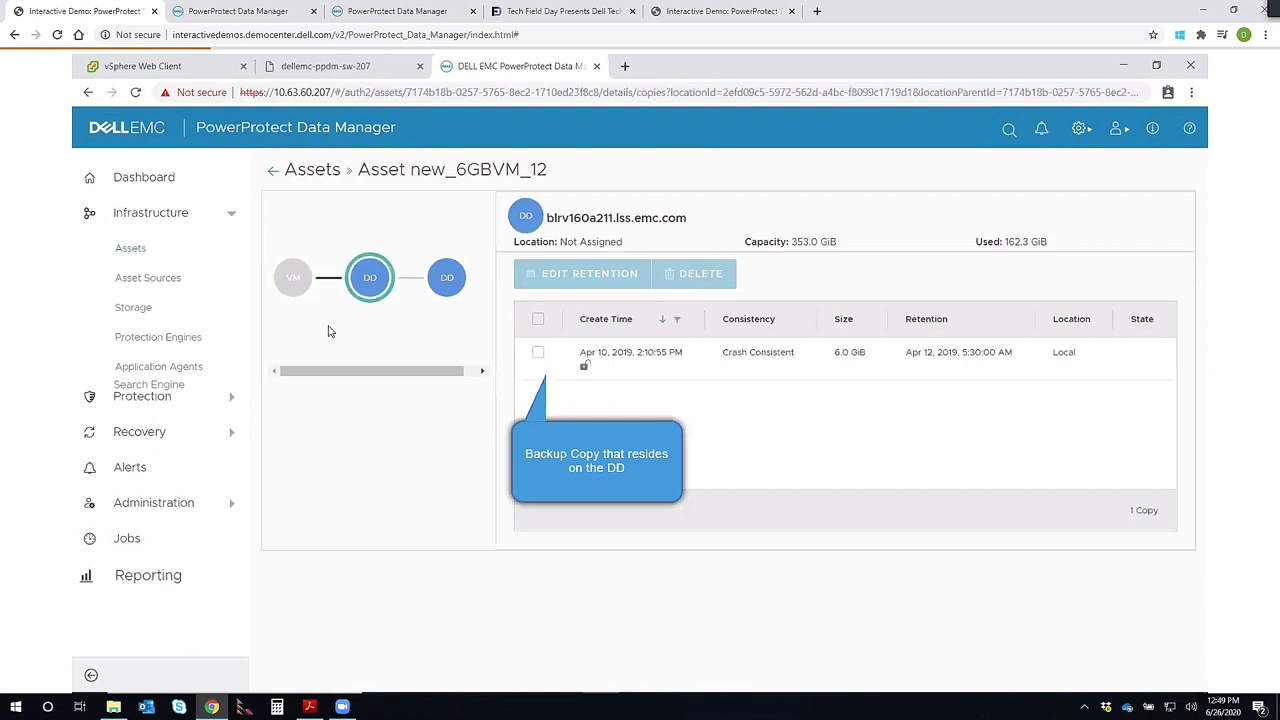 Interactive Demo: PowerProtect
PowerProtect Data Manager
PowerProtect Data Manager
Tech Field Day Presents Dell Tech
Interactive Demo: PowerProtect D
Not secure
interactivedemos.democenter.dell.com/v2/PowerProtect_Data_Manager/index.html#
D
vSphere Web Client
dellemc-ppdm-sw-207
DELL EMC PowerProtect Data Ma
Not secure
https://10.63.60.207/#/auth2/assets/7174b18b-0257-5765-8ec2-1710ed23f8c8/details/copies?locationId=2efd09c5-5972-562d-a4bc-f8099c1719d1&locationParentId=7174b18b-0257-5765-8ec2-...
DELLEMC
PowerProtect Data Manager
Dashboard
Infrastructure
Assets
Asset Sources
Storage
Protection Engines
Application Agents
Search Engine
Protection
Recovery
Alerts
Administration
Jobs
Reporting
Assets » Asset new_6GBVM_12
VM
DD
DD
DD
blrv160a211.lss.emc.com
Location: Not Assigned
Capacity: 353.0 GiB
Used: 162.3 GiB
EDIT RETENTION
DELETE
Create Time
Consistency
Size
Retention
Location
State
Apr 10, 2019, 2:10:55 PM
Crash Consistent
6.0 GiB
Apr 12, 2019, 5:30:00 AM
Local
Backup Copy that resides
on the DD
1 Copy
12:49 PM
6/26/2020